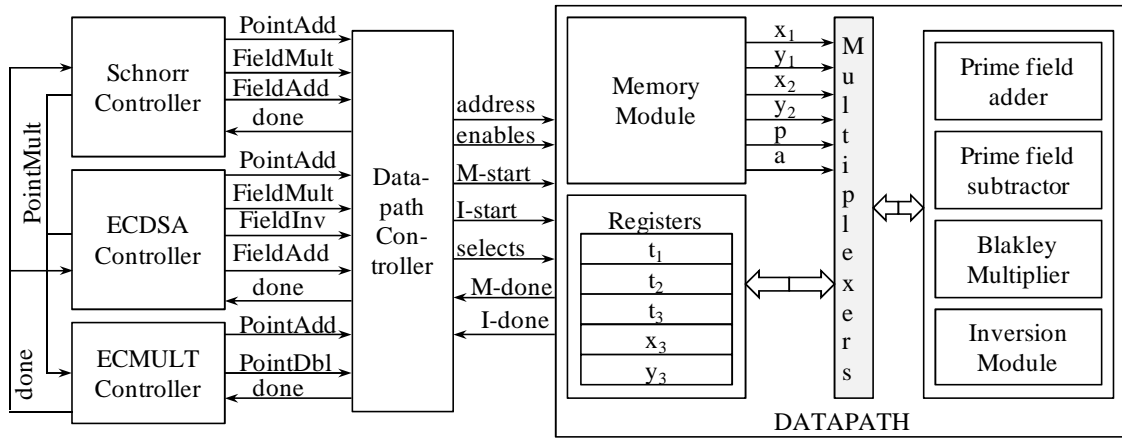 Schnorr
Controller
PointAdd
FieldMult
FieldAdd
done
PointMult
ECDSA
Controller
PointAdd
FieldMult
FieldInv
FieldAdd
done
ECMULT
Controller
PointAdd
PointDbl
done
done
Data-
path
Con-
troller
address
enables
M-start
I-start
selects
M-done
I-done
Memory
Module
x1
y1
x2
y2
p
a
Registers
t1
t2
t3
x3
y3
Multiplexers
Prime field
adder
Prime field
subtractor
Blakley
Multiplier
Inversion
Module
DATAPATH